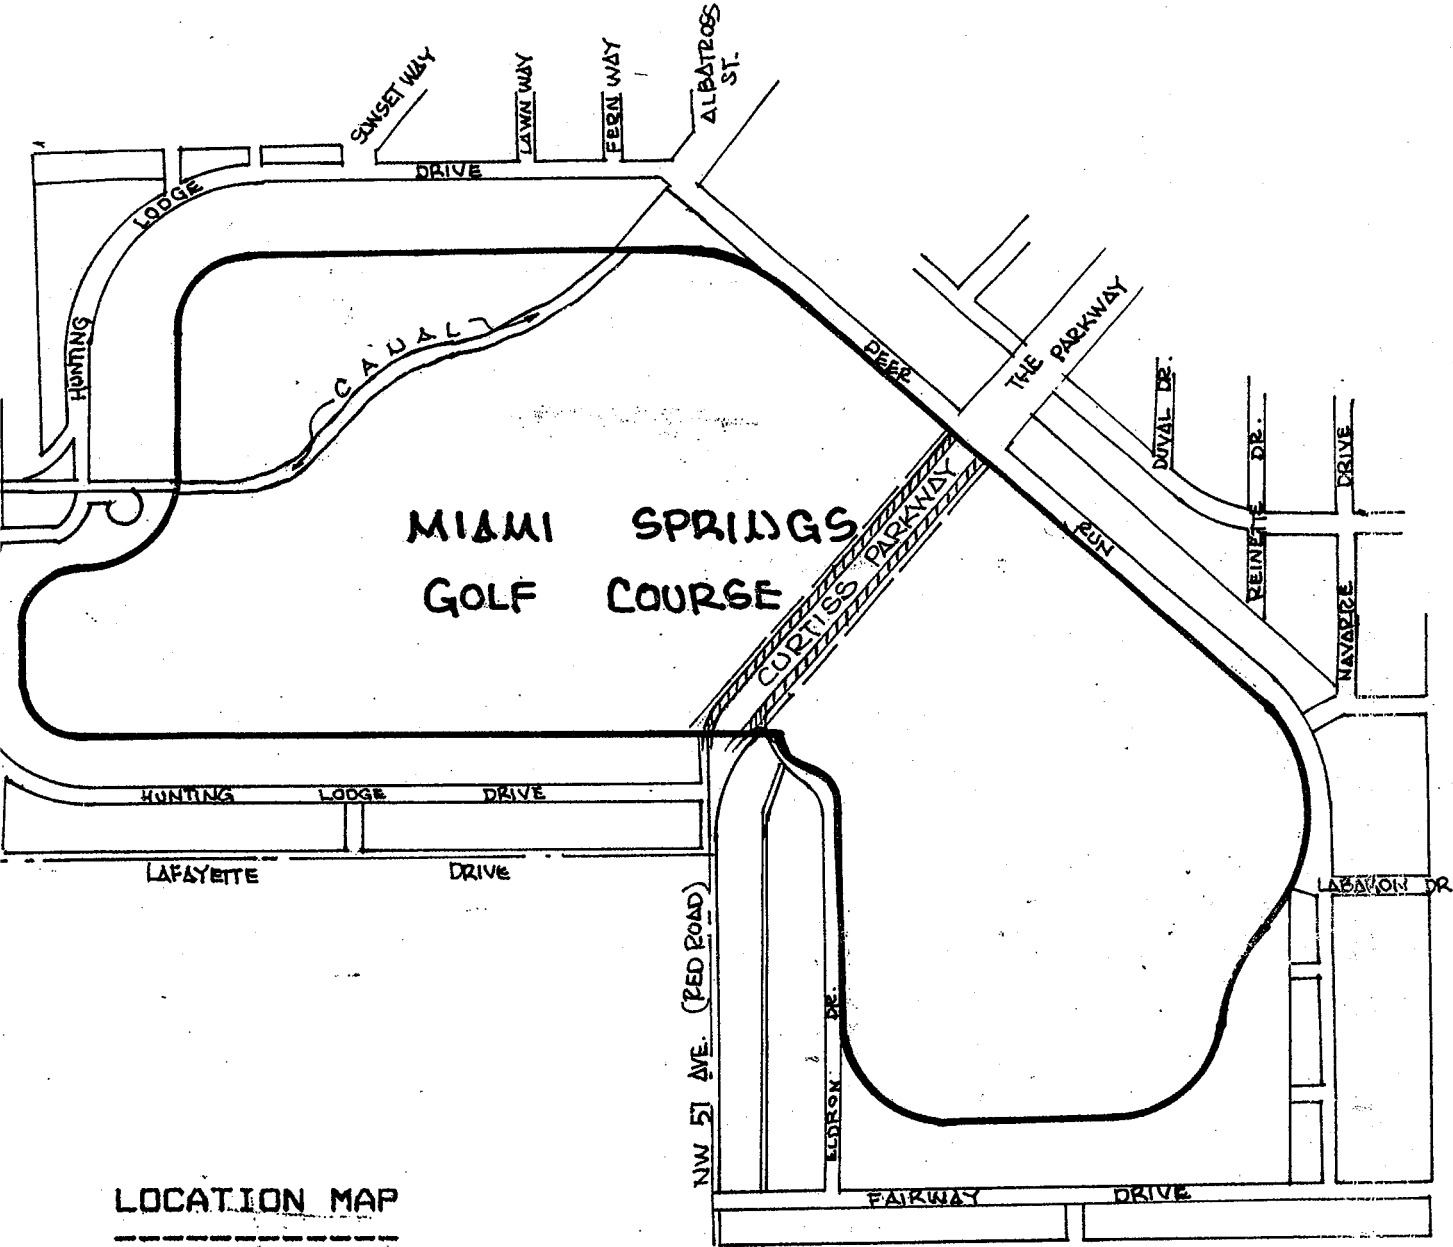 ALBATROSS
ST.
SUNSET WAY
LAWN WAY
FERN WAY
DRIVE
LODGE
HUNTING
CANAL
THE PARKWAY
DEER
RUN
DUVAL DR.
REINETTE DR.
DRIVE
NAVARRE
MIAMI SPRINGS
GOLF COURSE
CURTISS PARKWAY
HUNTING LODGE DRIVE
LAFAYETTE DRIVE
LABARON DR
NW 57 AVE. (RED ROAD)
ELDRON DR.
FAIRWAY DRIVE
LOCATION MAP